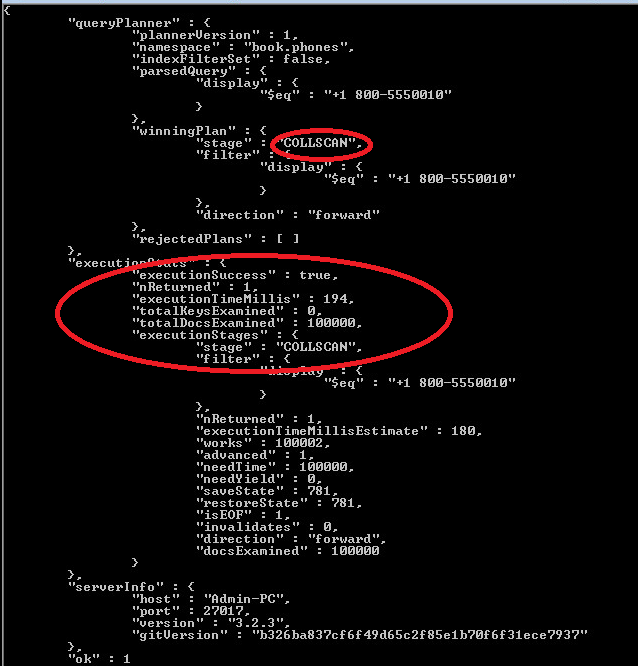 {
"queryPlanner" : {
"plannerVersion" : 1,
"namespace" : "book.phones",
"indexFilterSet" : false,
"parsedQuery" : {
"display" : {
"$eq" : "+1 800-5550010"
}
},
"winningPlan" : {
"stage" : "COLLSCAN",
"filter" : {
"display" : {
"$eq" : "+1 800-5550010"
}
},
"direction" : "forward"
},
"rejectedPlans" : [ ]
},
"executionStats" : {
"executionSuccess" : true,
"nReturned" : 1,
"executionTimeMillis" : 194,
"totalKeysExamined" : 0,
"totalDocsExamined" : 100000,
"executionStages" : {
"stage" : "COLLSCAN",
"filter" : {
"display" : {
"$eq" : "+1 800-5550010"
}
},
"nReturned" : 1,
"executionTimeMillisEstimate" : 180,
"works" : 100002,
"advanced" : 1,
"needTime" : 100000,
"needYield" : 0,
"saveState" : 781,
"restoreState" : 781,
"isEOF" : 1,
"invalidates" : 0,
"direction" : "forward",
"docsExamined" : 100000
}
},
"serverInfo" : {
"host" : "Admin-PC",
"port" : 27017,
"version" : "3.2.3",
"gitVersion" : "b326ba837cf6f49d65c2f85e1b70f6f31ece7937"
},
"ok" : 1